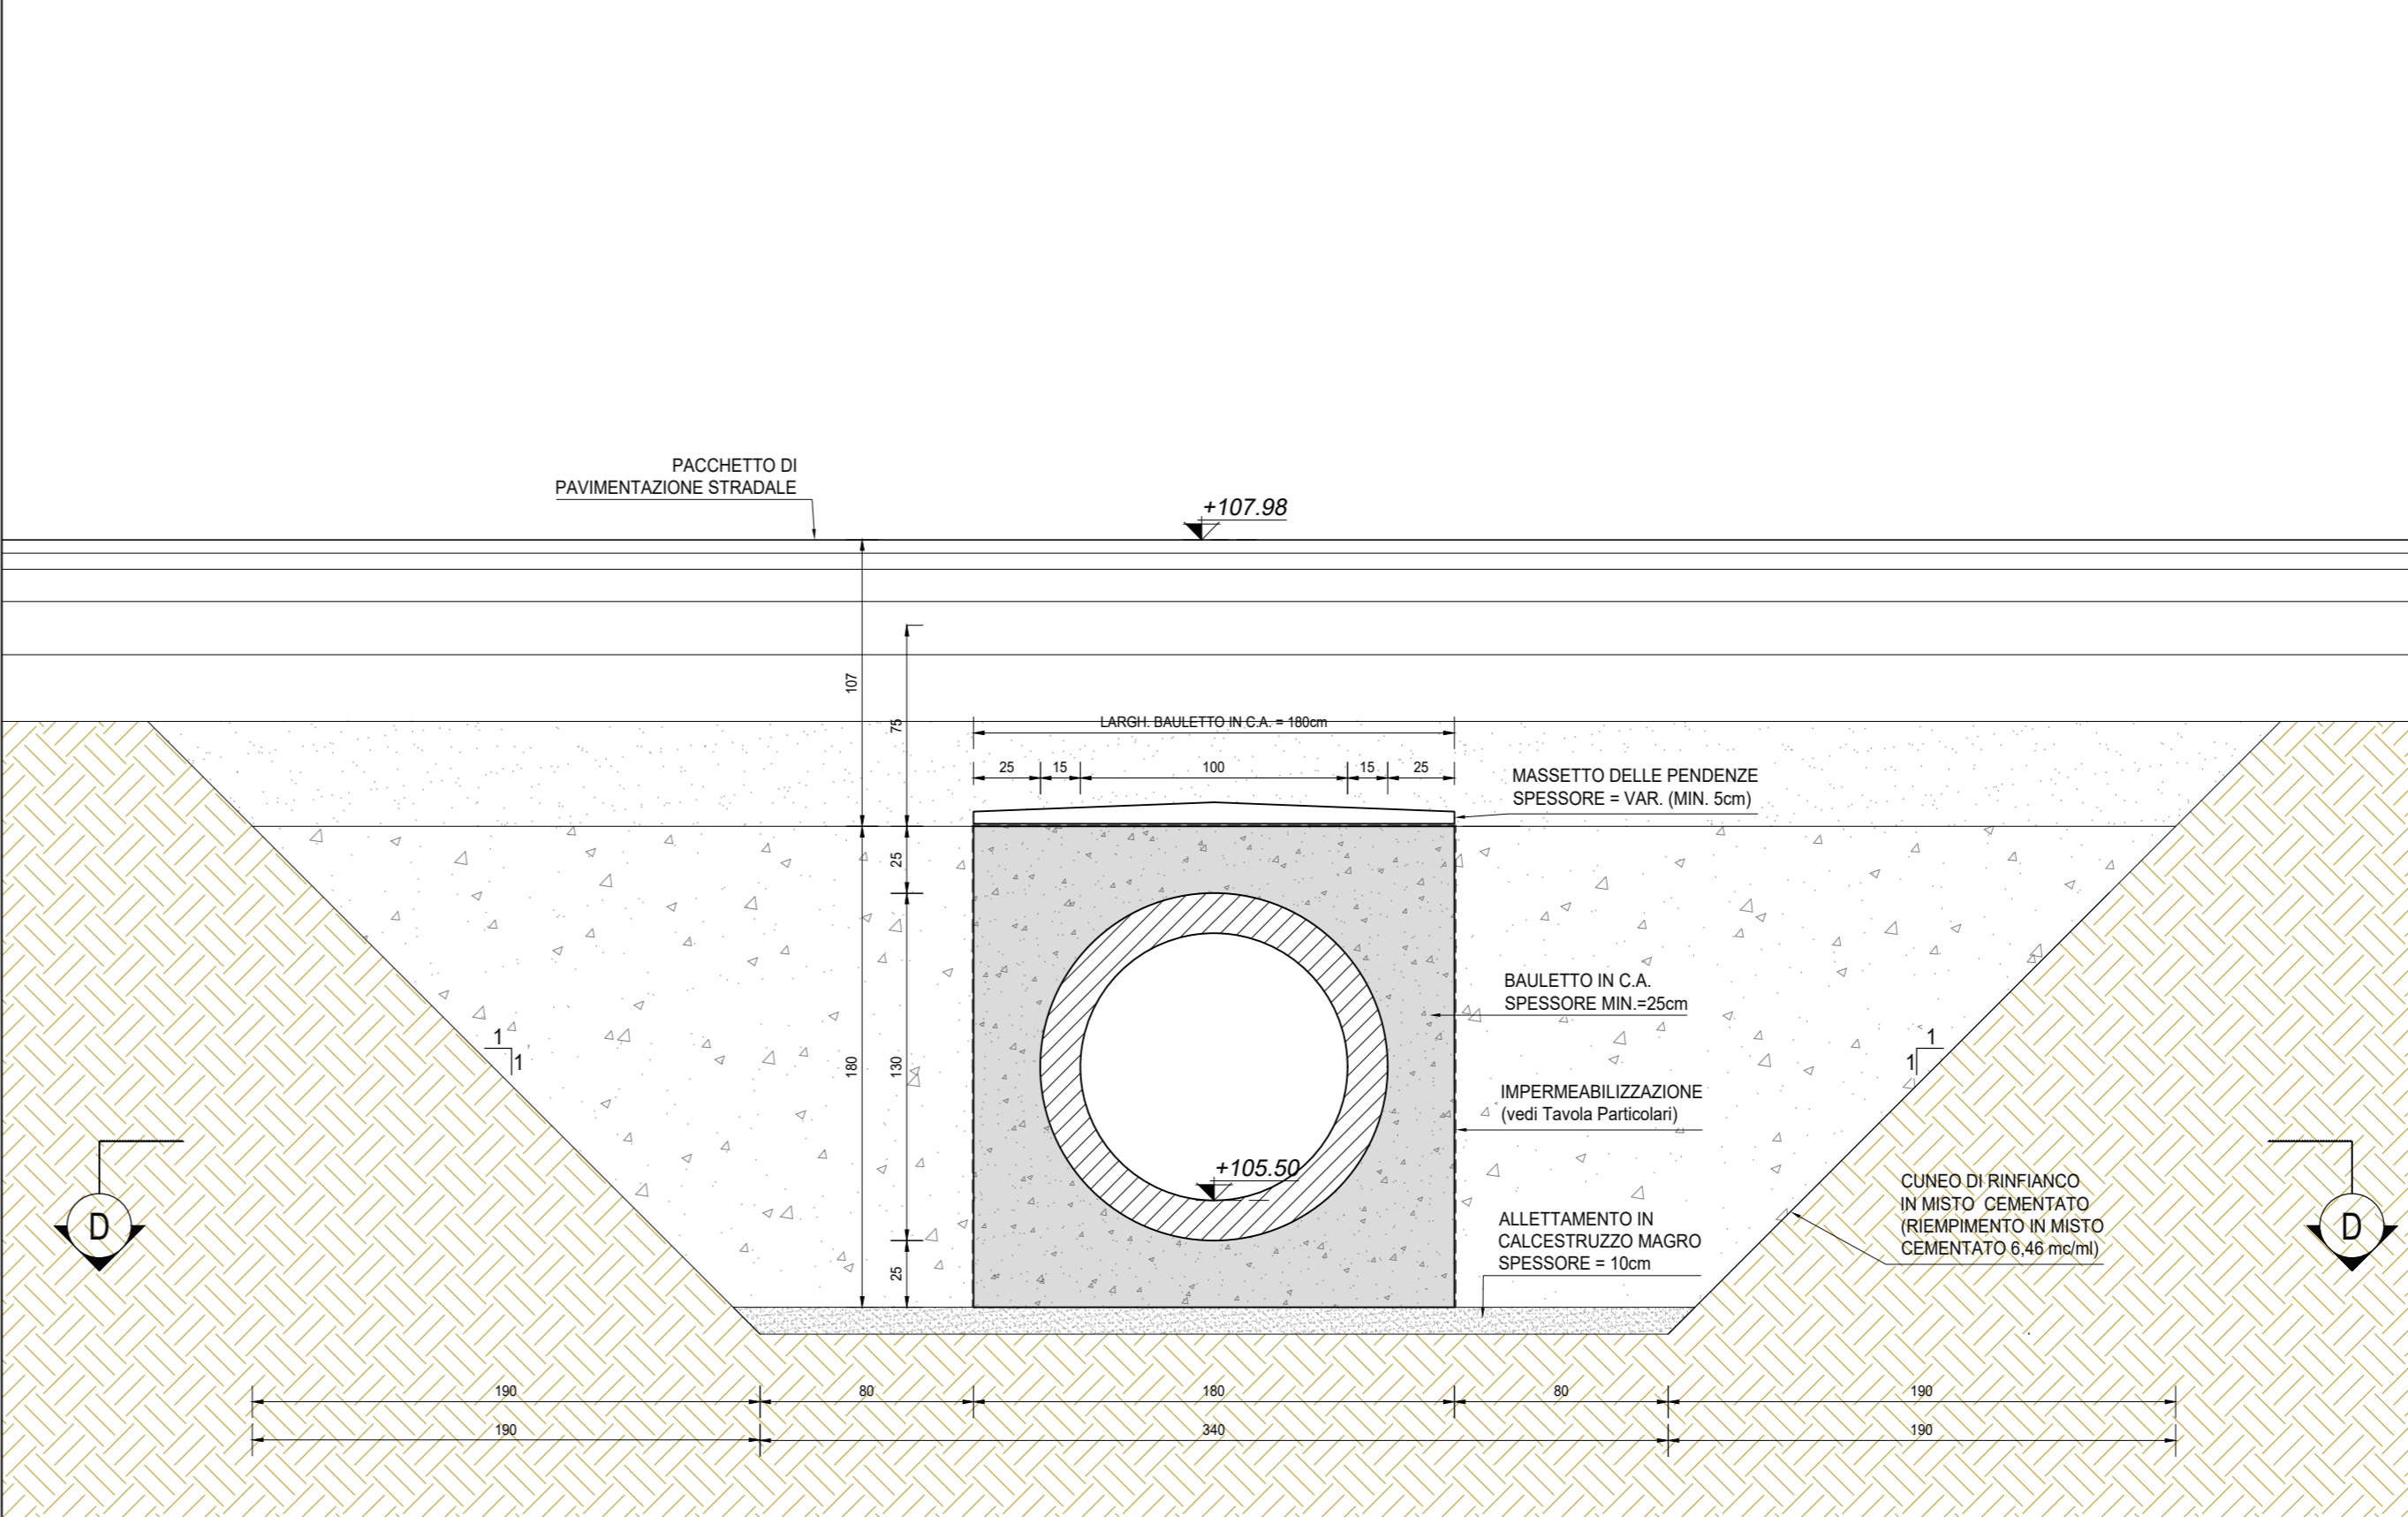 PACCHETTO DI
PAVIMENTAZIONE STRADALE
+107.98
107
75
LARGH. BAULETTO IN C.A. = 180cm
25 15 100 15 25
MASSETTO DELLE PENDENZE
SPESSORE = VAR. (MIN. 5cm)
25
BAULETTO IN C.A.
SPESSORE MIN.=25cm
1
1
180
130
1
1
IMPERMEABILIZZAZIONE
(vedi Tavola Particolari)
+105.50
CUNEO DI RINFIANCO
IN MISTO CEMENTATO
(RIEMPIMENTO IN MISTO
CEMENTATO 6,46 mc/ml)
D
D
ALLETTAMENTO IN
CALCESTRUZZO MAGRO
SPESSORE = 10cm
25
190 80 180 80 190
190 340 190